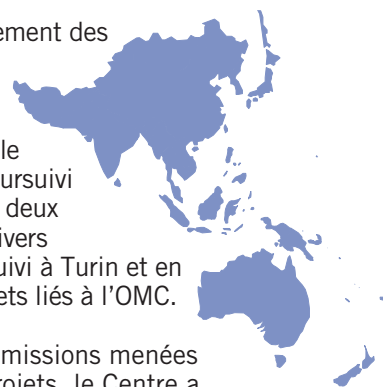 ement des
le
ursuivi
deux
ivers
uivi à Turin et en
ets liés à l'OMC.
missions menées
rojets, le Centre a